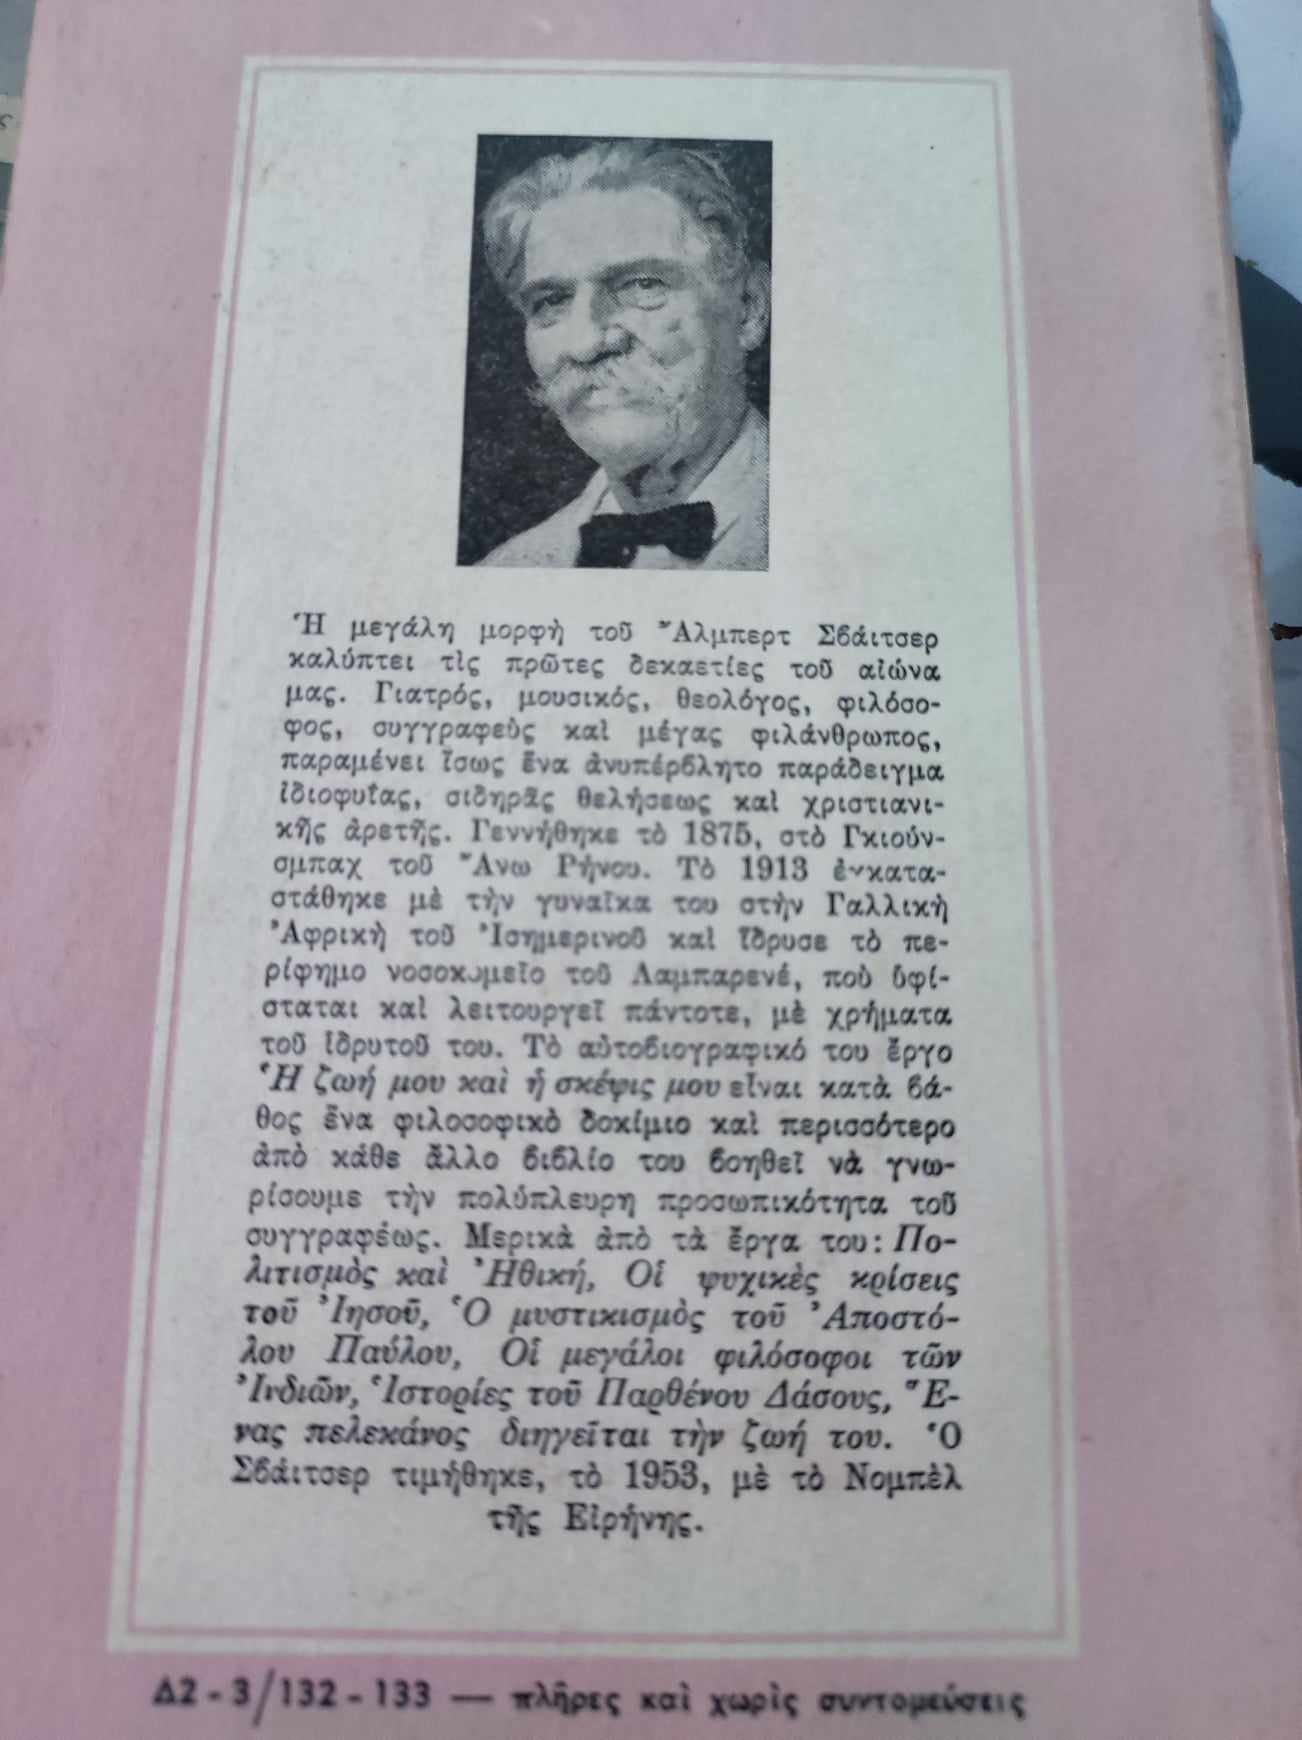 Ἡ μεγάλη μορφὴ τοῦ Ἄλμπερτ Σβάιτσερ
καλύπτει τὶς πρῶτες δεκαετίες τοῦ αἰώνα
μας. Γιατρός, μουσικός, θεολόγος, φιλόσο-
φος, συγγραφεὺς καὶ μέγας φιλάνθρωπος,
παραμένει ἴσως ἕνα ἀνυπέρβλητο παράδειγμα
ἰδιοφυΐας, σιδηρᾶς θελήσεως καὶ χριστιανι-
κῆς ἀρετῆς. Γεννήθηκε τὸ 1875, στὸ Γκιούν-
σμπαχ τοῦ Ἄνω Ρήνου. Τὸ 1913 ἐγκατα-
στάθηκε μὲ τὴν γυναῖκα του στὴν Γαλλικὴ
Ἀφρικὴ τοῦ Ἰσημερινοῦ καὶ ἵδρυσε τὸ πε-
ρίφημο νοσοκομεῖο τοῦ Λαμπαρενέ, ποὺ ὑφί-
σταται καὶ λειτουργεῖ πάντοτε, μὲ χρήματα
τοῦ ἱδρυτοῦ του. Τὸ αὐτοβιογραφικό του ἔργο
Ἡ ζωή μου καὶ ἡ σκέψις μου εἶναι κατὰ βά-
θος ἕνα φιλοσοφικὸ δοκίμιο καὶ περισσότερο
ἀπὸ κάθε ἄλλο βιβλίο του βοηθεῖ νὰ γνω-
ρίσουμε τὴν πολύπλευρη προσωπικότητα τοῦ
συγγραφέως. Μερικὰ ἀπὸ τὰ ἔργα του: Πο-
λιτισμὸς καὶ Ἠθική, Οἱ ψυχικὲς κρίσεις
τοῦ Ἰησοῦ, Ὁ μυστικισμὸς τοῦ Ἀποστό-
λου Παύλου, Οἱ μεγάλοι φιλόσοφοι τῶν
Ἰνδιῶν, Ἱστορίες τοῦ Παρθένου Δάσους, Ἕ-
νας πελεκάνος διηγεῖται τὴν ζωή του. Ὁ
Σβάιτσερ τιμήθηκε, τὸ 1953, μὲ τὸ Νομπὲλ
τῆς Εἰρήνης.
Δ2 - 3/132 - 133 — πλήρες καὶ χωρὶς συντομεύσεις